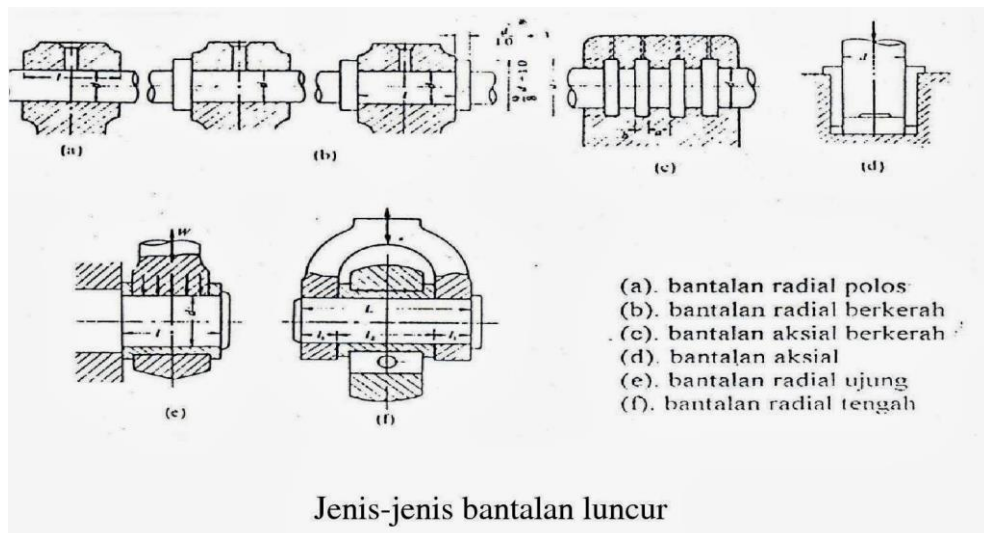 (a)
(b)
(c)
(d)
W
l
d
(e)
L
(f)
(a). bantalan radial polos
(b). bantalan radial berkerah
(c). bantalan aksial berkerah
(d). bantalan aksial
(e). bantalan radial ujung
(f). bantalan radial tengah
Jenis-jenis bantalan luncur